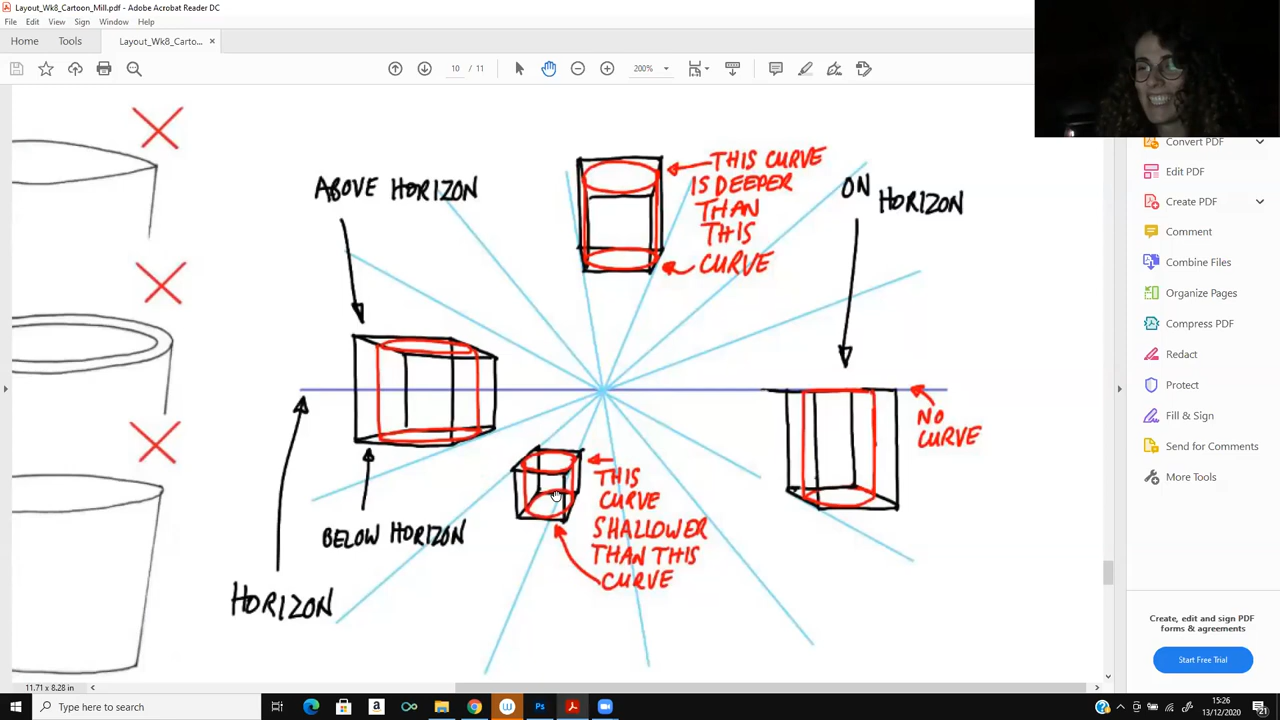 Layout_Wk8_Cartoon_Mill.pdf - Adobe Acrobat Reader DC
File Edit View Sign Window Help
Home Tools Layout_Wk8_Carto... ×
10 / 11 200%
Convert PDF
Edit PDF
Create PDF
Comment
Combine Files
Organize Pages
Compress PDF
Redact
Protect
Fill & Sign
Send for Comments
More Tools
Create, edit and sign PDF
forms & agreements
Start Free Trial
ABOVE HORIZON
THIS CURVE
IS DEEPER
THAN
THIS
CURVE
ON HORIZON
NO
CURVE
THIS
CURVE
SHALLOWER
THAN THIS
CURVE
BELOW HORIZON
HORIZON
11.71 x 8.28 in
Type here to search
15:26
13/12/2020
21